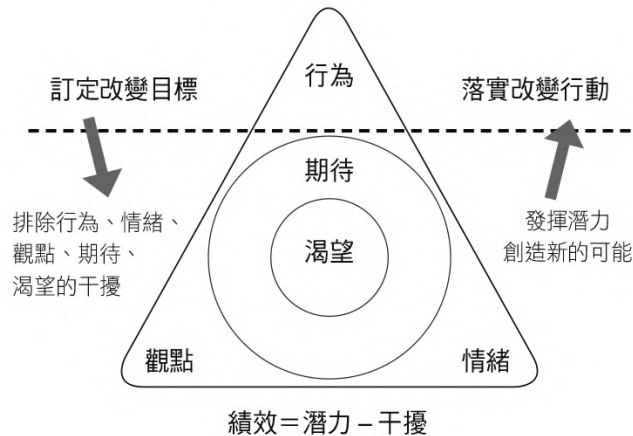 行為
訂定改變目標
落實改變行動
期待
排除行為、情緒、
觀點、期待、
渴望的干擾
渴望
發揮潛力
創造新的可能
觀點
情緒
績效＝潛力－干擾